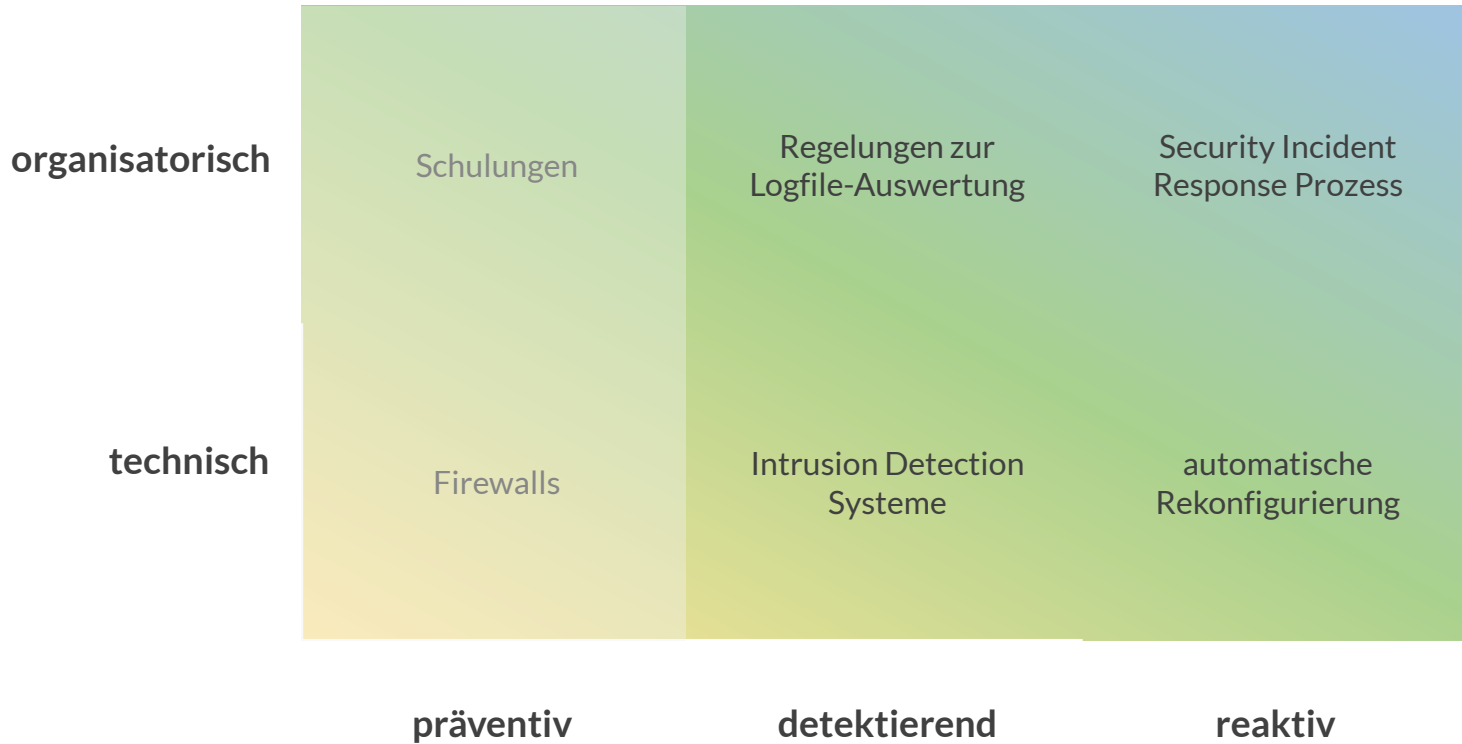 organisatorisch
Schulungen
Regelungen zur
Logfile-Auswertung
Security Incident
Response Prozess
technisch
Firewalls
Intrusion Detection
Systeme
automatische
Rekonfigurierung
präventiv
detektierend
reaktiv